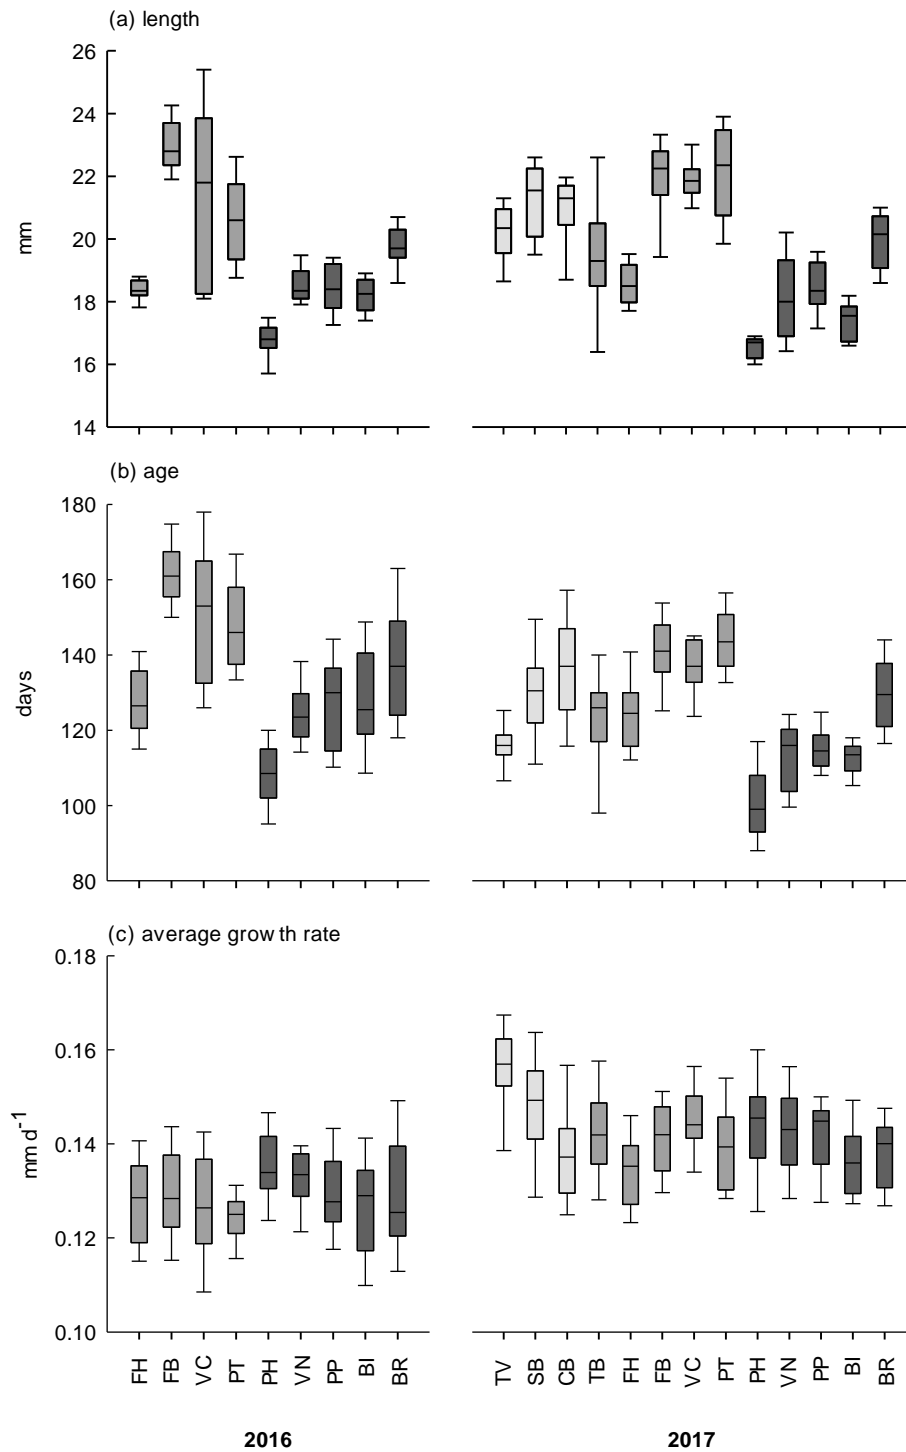 (a) length
26
24
22
20
18
16
14
mm
(b) age
180
160
140
120
100
80
days
(c) average growth rate
0.18
0.16
0.14
0.12
0.10
mm d-1
FH FB VC PT PH VN PP BI BR TV SB CB TB FH FB VC PT PH VN PP BI BR
2016 2017